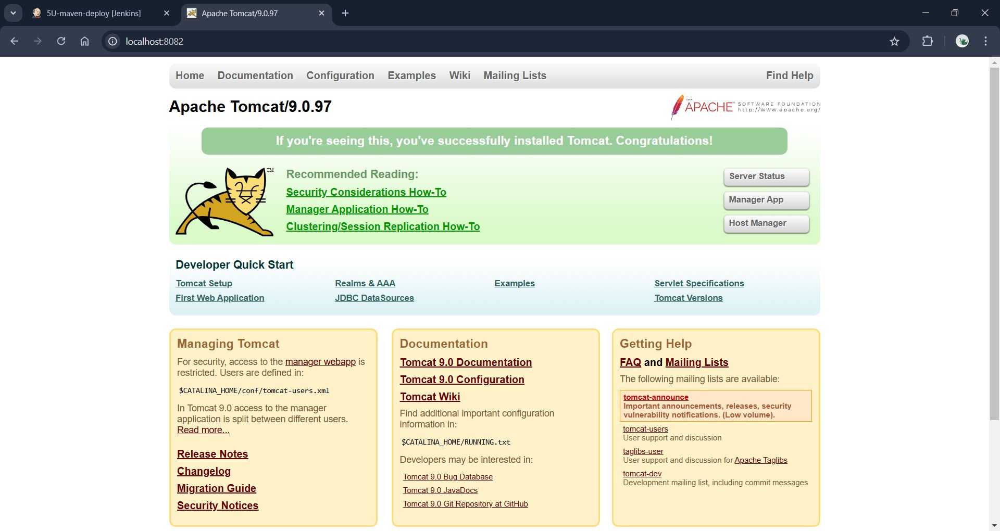 5U-maven-deploy [Jenkins]
Apache Tomcat/9.0.97
localhost:8082
Home Documentation Configuration Examples Wiki Mailing Lists Find Help
Apache Tomcat/9.0.97
THE
APACHE
SOFTWARE FOUNDATION
http://www.apache.org/
If you're seeing this, you've successfully installed Tomcat. Congratulations!
TM
Recommended Reading:
Security Considerations How-To
Manager Application How-To
Clustering/Session Replication How-To
Server Status
Manager App
Host Manager
Developer Quick Start
Tomcat Setup
First Web Application
Realms & AAA
JDBC DataSources
Examples
Servlet Specifications
Tomcat Versions
Managing Tomcat
For security, access to the manager webapp is
restricted. Users are defined in:
$CATALINA_HOME/conf/tomcat-users.xml
In Tomcat 9.0 access to the manager
application is split between different users.
Read more...
Release Notes
Changelog
Migration Guide
Security Notices
Documentation
Tomcat 9.0 Documentation
Tomcat 9.0 Configuration
Tomcat Wiki
Find additional important configuration
information in:
$CATALINA_HOME/RUNNING.txt
Developers may be interested in:
Tomcat 9.0 Bug Database
Tomcat 9.0 JavaDocs
Tomcat 9.0 Git Repository at GitHub
Getting Help
FAQ and Mailing Lists
The following mailing lists are available:
tomcat-announce
Important announcements, releases, security
vulnerability notifications. (Low volume).
tomcat-users
User support and discussion
taglibs-user
User support and discussion for Apache Taglibs
tomcat-dev
Development mailing list, including commit messages